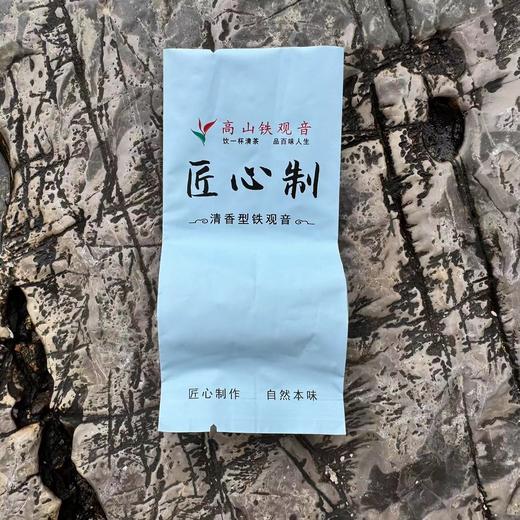 高山铁观音
饮一杯清茶 品百味人生
匠心制
清香型铁观音
匠心制作 自然本味